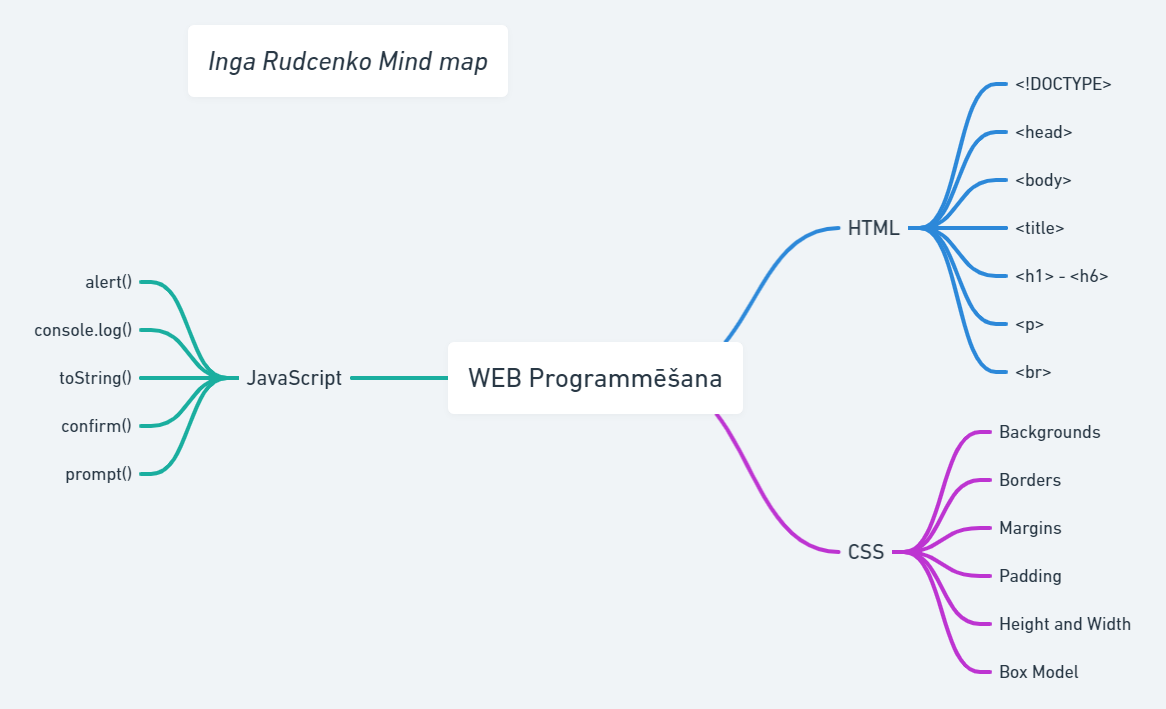 Inga Rudcenko Mind map
WEB Programmēšana
HTML
<!DOCTYPE>
<head>
<body>
<title>
<h1> - <h6>
<p>
<br>
CSS
Backgrounds
Borders
Margins
Padding
Height and Width
Box Model
JavaScript
alert()
console.log()
toString()
confirm()
prompt()